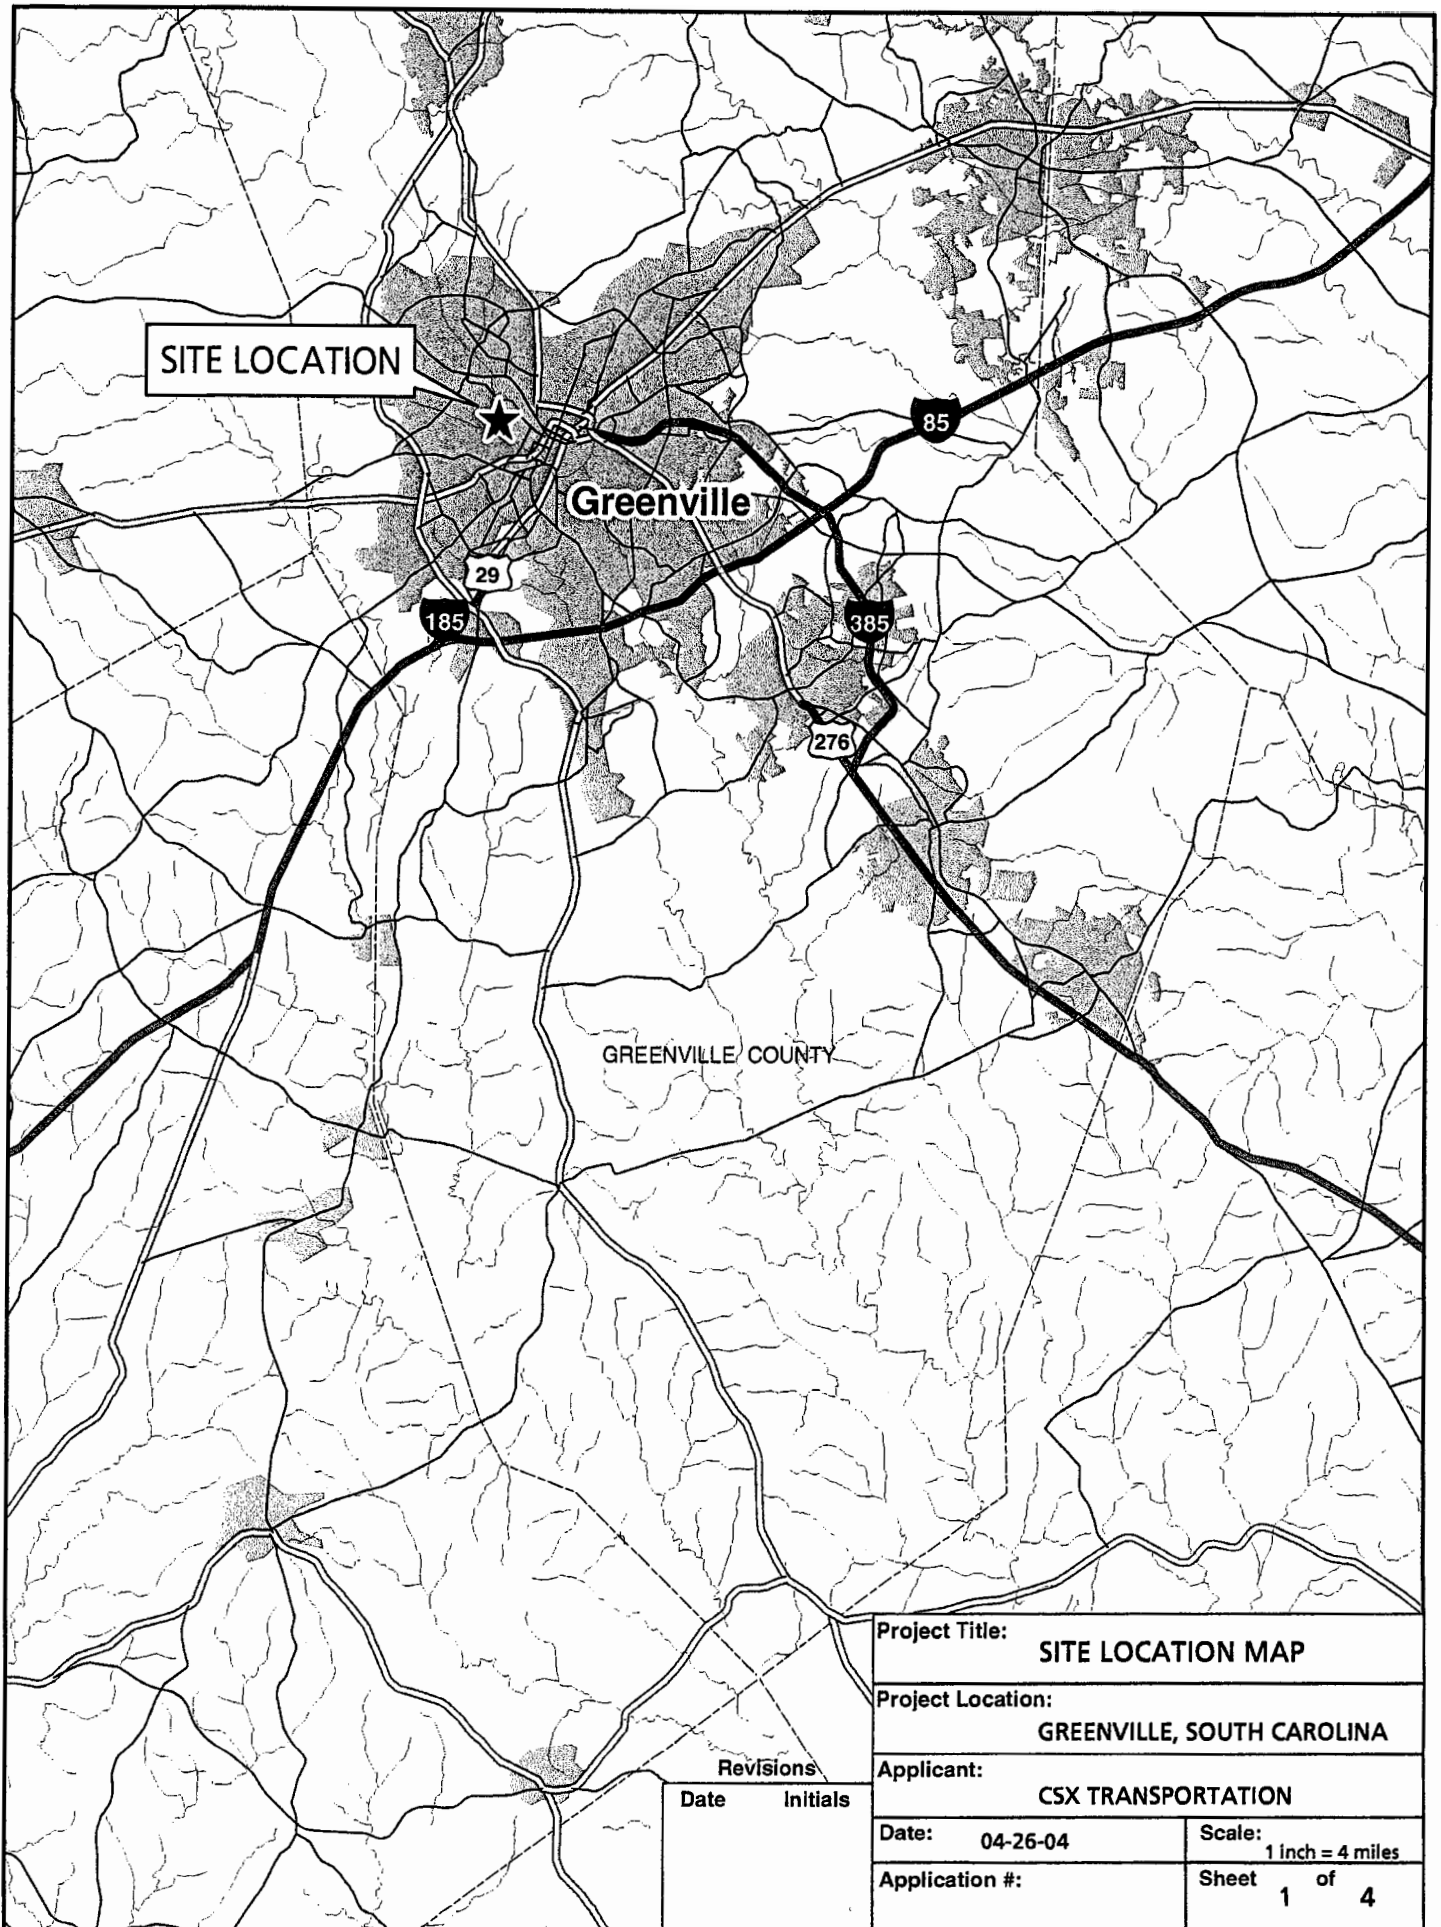 SITE LOCATION
85
Greenville
29
185
385
276
GREENVILLE COUNTY
Project Title:
SITE LOCATION MAP
Project Location:
GREENVILLE, SOUTH CAROLINA
Revisions
Applicant:
Date Initials
CSX TRANSPORTATION
Date: 04-26-04
Scale: 1 inch = 4 miles
Application #:
Sheet 1 of 4